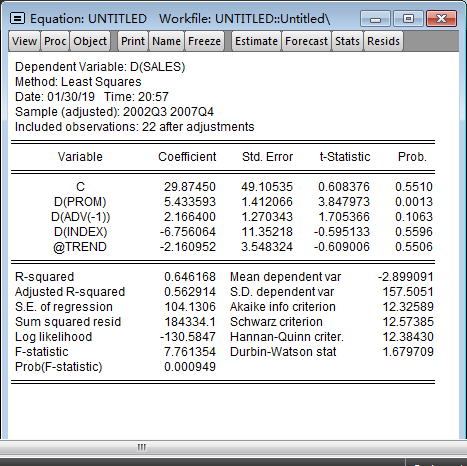 Equation: UNTITLED Workfile: UNTITLED::Untitled\
View Proc Object Print Name Freeze Estimate Forecast Stats Resids
Dependent Variable: D(SALES)
Method: Least Squares
Date: 01/30/19 Time: 20:57
Sample (adjusted): 2002Q3 2007Q4
Included observations: 22 after adjustments
Variable Coefficient Std. Error t-Statistic Prob.
C 29.87450 49.10535 0.608376 0.5510
D(PROM) 5.433593 1.412066 3.847973 0.0013
D(ADV(-1)) 2.166400 1.270343 1.705366 0.1063
D(INDEX) -6.756064 11.35218 -0.595133 0.5596
@TREND -2.160952 3.548324 -0.609006 0.5506
R-squared 0.646168 Mean dependent var -2.899091
Adjusted R-squared 0.562914 S.D. dependent var 157.5051
S.E. of regression 104.1306 Akaike info criterion 12.32589
Sum squared resid 184334.1 Schwarz criterion 12.57385
Log likelihood -130.5847 Hannan-Quinn criter. 12.38430
F-statistic 7.761354 Durbin-Watson stat 1.679709
Prob(F-statistic) 0.000949